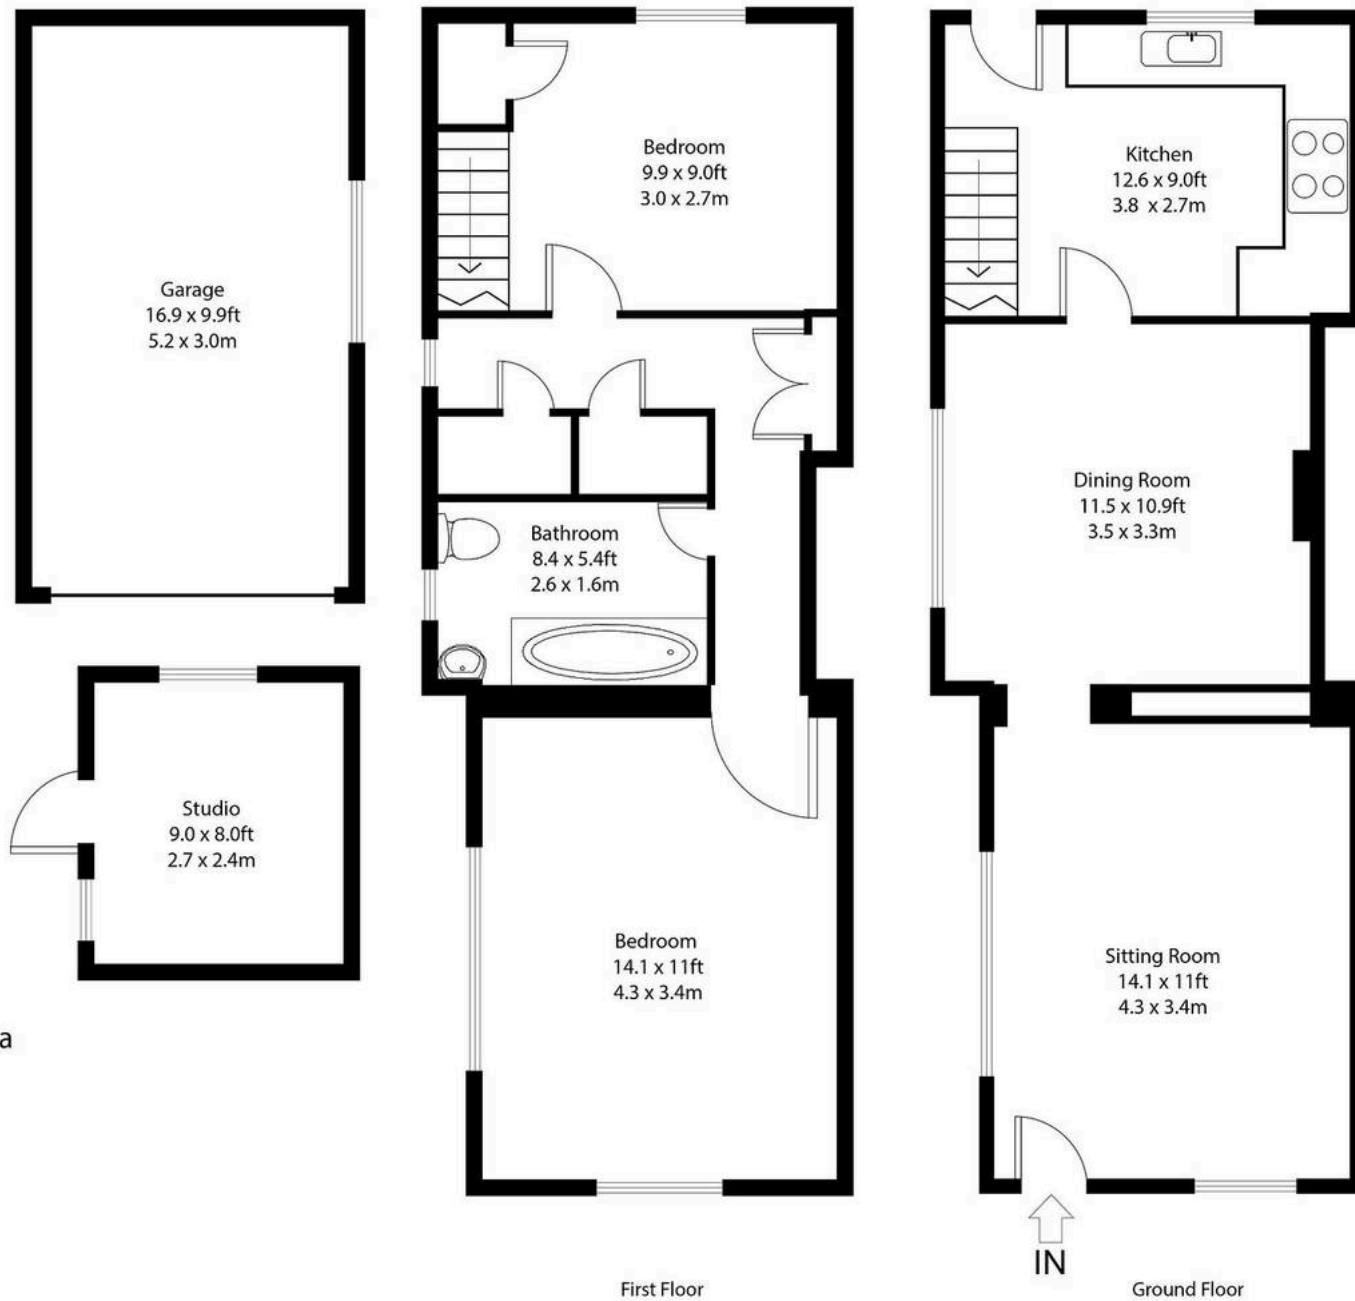 Garage
16.9 x 9.9ft
5.2 x 3.0m
Studio
9.0 x 8.0ft
2.7 x 2.4m
a
Bedroom
9.9 x 9.0ft
3.0 x 2.7m
Bathroom
8.4 x 5.4ft
2.6 x 1.6m
Bedroom
14.1 x 11ft
4.3 x 3.4m
First Floor
Kitchen
12.6 x 9.0ft
3.8 x 2.7m
Dining Room
11.5 x 10.9ft
3.5 x 3.3m
Sitting Room
14.1 x 11ft
4.3 x 3.4m
IN
Ground Floor